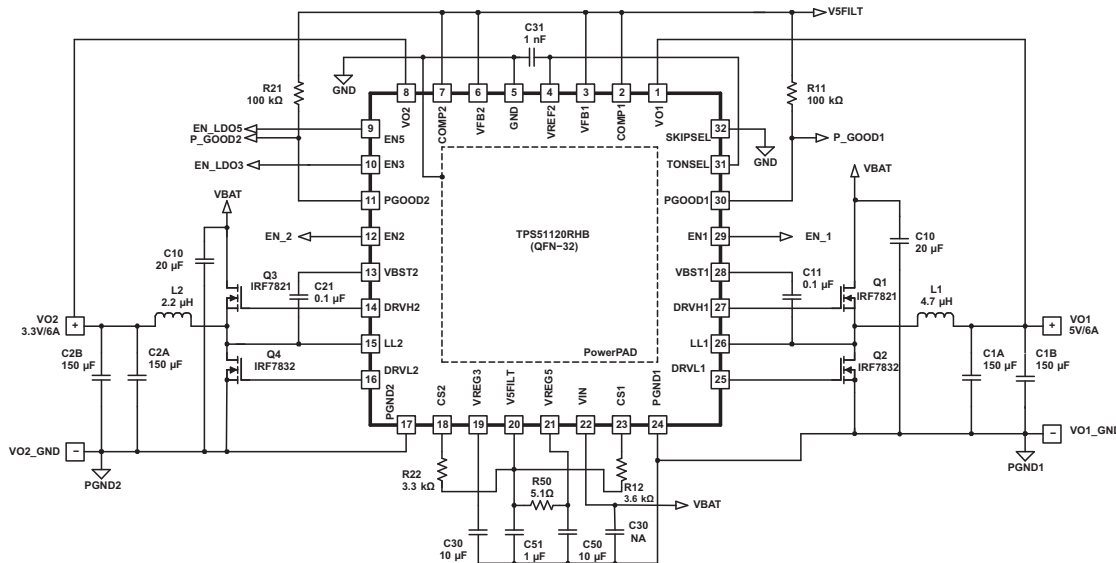 V5FILT
C31
1 nF
R21
100 kΩ
R11
100 kΩ
GND
8
7
6
5
4
3
2
1
VO2
COMP2
VFB2
GND
VREF2
VFB1
COMP1
VO1
EN_LDO5
P_GOOD2
EN_LDO3
9
EN5
10
EN3
11
PGOOD2
12
EN2
EN_2
13
VBST2
14
DRVH2
15
LL2
16
DRVL2
32
SKIPSEL
GND
31
TONSEL
30
PGOOD1
P_GOOD1
29
EN1
EN_1
28
VBST1
27
DRVH1
26
LL1
25
DRVL1
TPS51120RHB
(QFN-32)
PowerPAD
VBAT
C10
20 µF
Q3
IRF7821
C21
0.1 µF
L2
2.2 µH
VO2
3.3V/6A
+
C2B
150 µF
C2A
150 µF
Q4
IRF7832
VO2_GND
−
PGND2
VBAT
C10
20 µF
C11
0.1 µF
Q1
IRF7821
L1
4.7 µH
+
VO1
5V/6A
Q2
IRF7832
C1A
150 µF
C1B
150 µF
−
VO1_GND
PGND1
PGND2
CS2
VREG3
V5FILT
VREG5
VIN
CS1
PGND1
17
18
19
20
21
22
23
24
R22
3.3 kΩ
R50
5.1Ω
R12
3.6 kΩ
VBAT
C30
10 µF
C51
1 µF
C50
10 µF
C30
NA